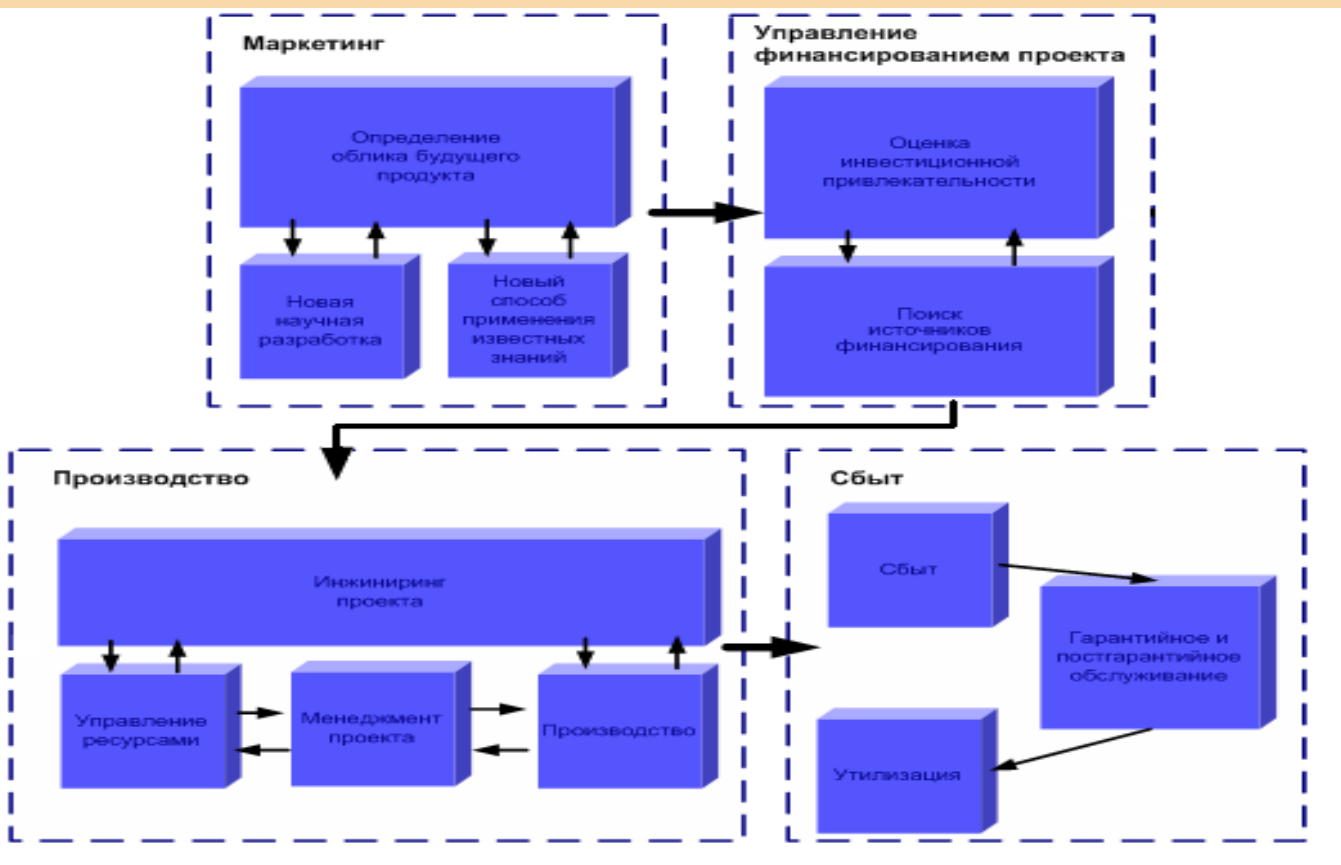 Маркетинг
Определение
облика будущего
продукта
Новая
научная
разработка
Новый
способ
применения
известных
знаний
Управление
финансированием проекта
Оценка
инвестиционной
привлекательности
Поиск
источников
финансирования
Производство
Инжиниринг
проекта
Управление
ресурсами
Менеджмент
проекта
Производство
Сбыт
Сбыт
Гарантийное и
постгарантийное
обслуживание
Утилизация